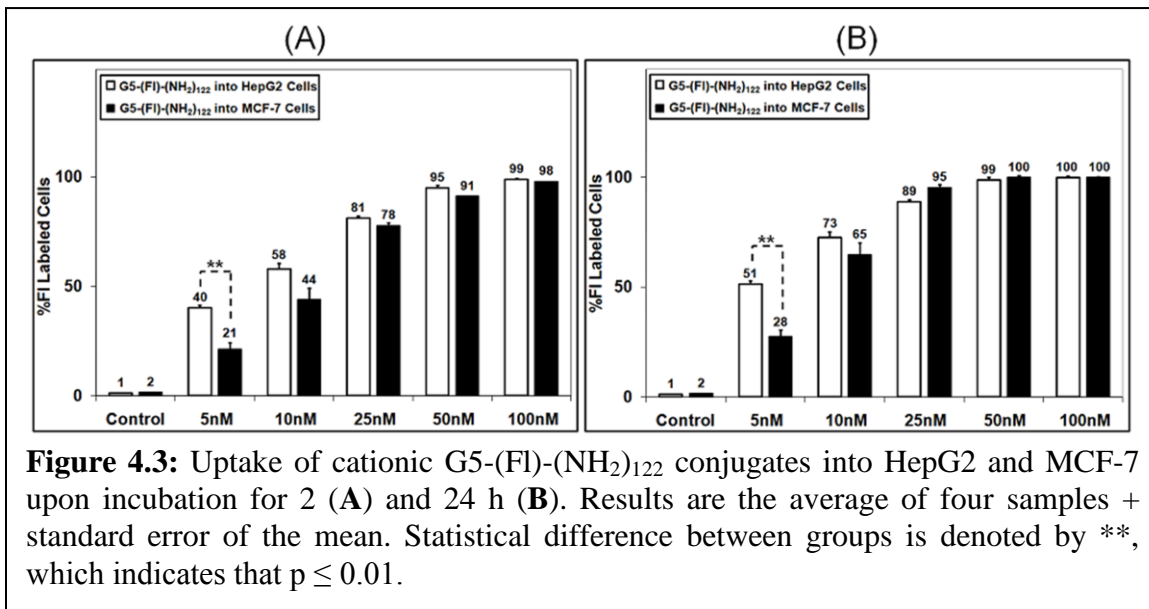 (A)
G5-(Fl)-(NH₂)₁₂₂ into HepG2 Cells
G5-(Fl)-(NH₂)₁₂₂ into MCF-7 Cells
%Fl Labeled Cells
100
50
0
1 2
** 40 21
58 44
81 78
95 91
99 98
Control 5nM 10nM 25nM 50nM 100nM
(B)
G5-(Fl)-(NH₂)₁₂₂ into HepG2 Cells
G5-(Fl)-(NH₂)₁₂₂ into MCF-7 Cells
%Fl Labeled Cells
100
50
0
1 2
** 51 28
73 65
89 95
99 100
100 100
Control 5nM 10nM 25nM 50nM 100nM
Figure 4.3: Uptake of cationic G5-(Fl)-(NH₂)₁₂₂ conjugates into HepG2 and MCF-7
upon incubation for 2 (A) and 24 h (B). Results are the average of four samples +
standard error of the mean. Statistical difference between groups is denoted by **,
which indicates that p ≤ 0.01.